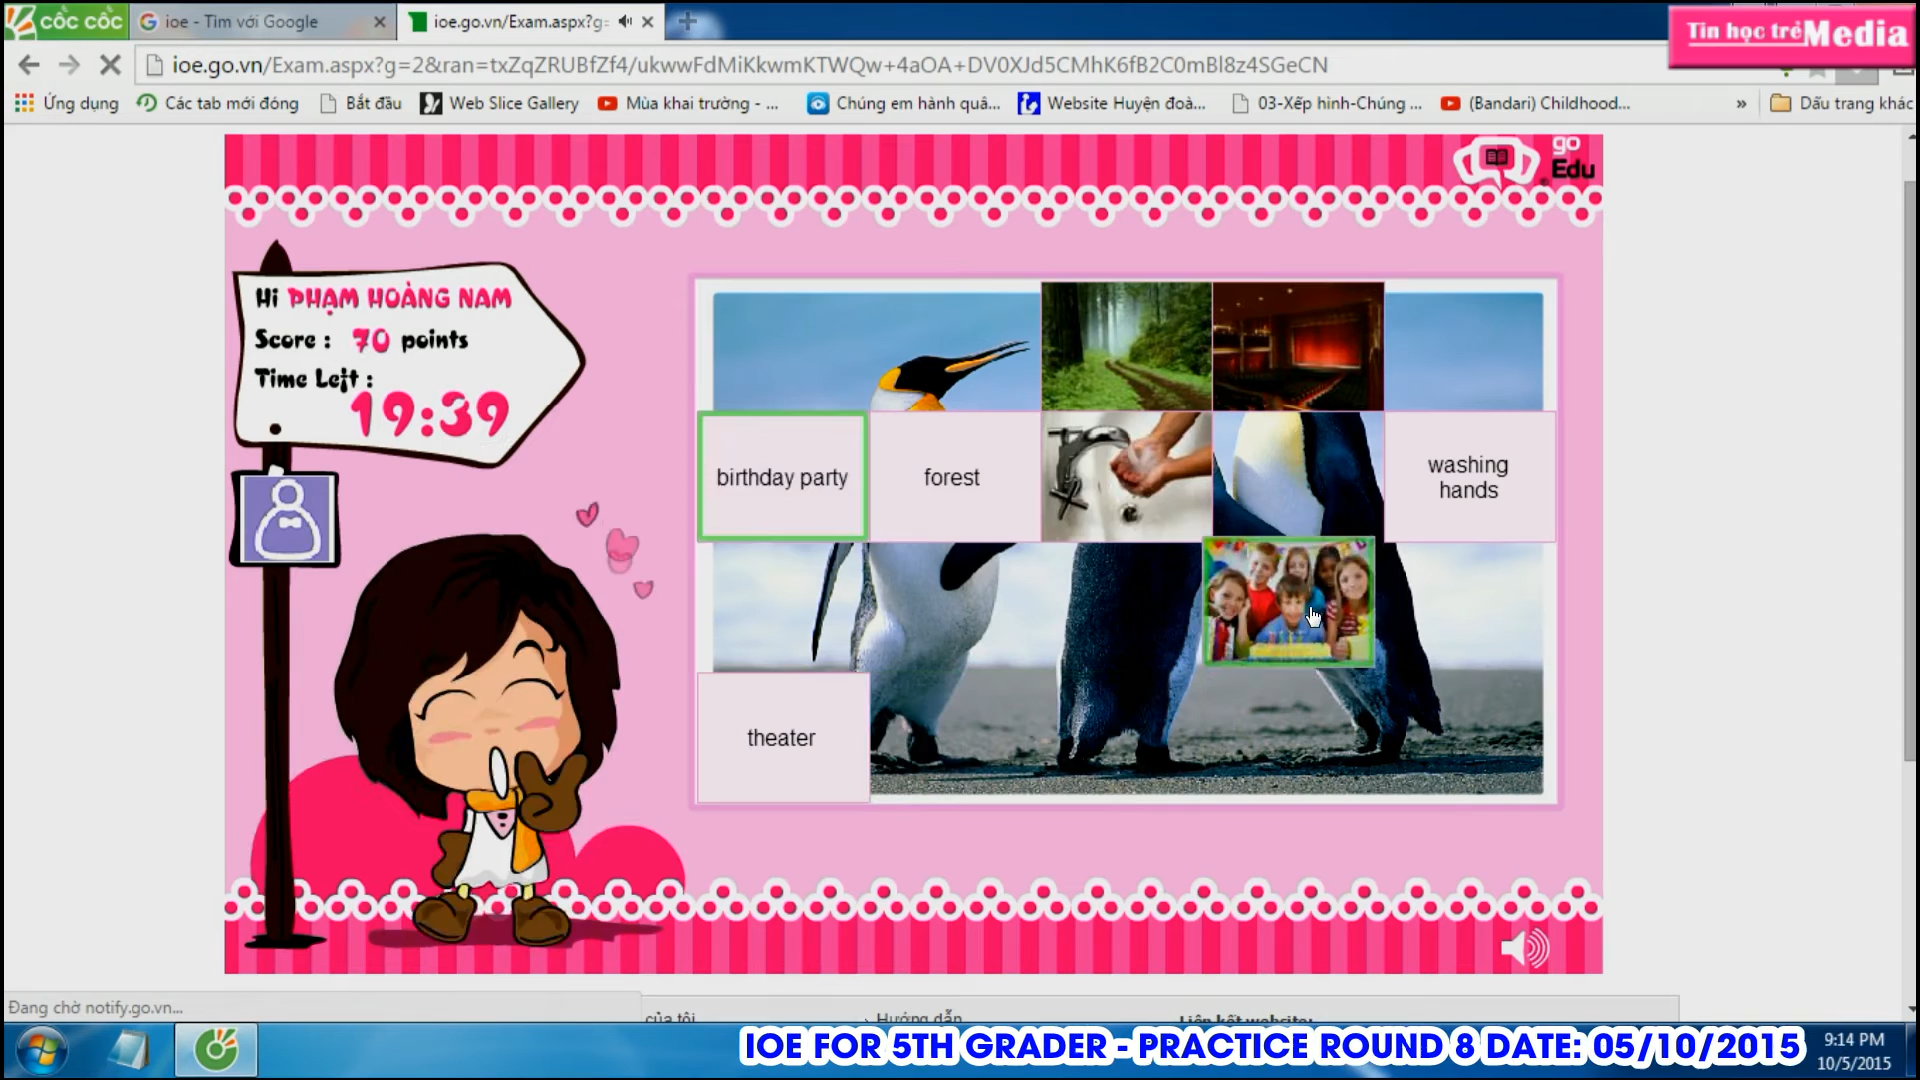 cốc cốc
ioe - Tìm với Google
ioe.go.vn/Exam.aspx?g=
Tin học trẻ Media
ioe.go.vn/Exam.aspx?g=2&ran=txZqZRUBfZf4/ukwwFdMiKkwmKTWQw+4aOA+DV0XJd5CMhK6fB2C0mBl8z4SGeCN
Ứng dụng
Các tab mới đóng
Bắt đầu
Web Slice Gallery
Mùa khai trường - ...
Chúng em hành quâ...
Website Huyện đoà...
03-Xếp hình-Chúng ...
(Bandari) Childhood...
»
Dấu trang khác
go
Edu
Hi PHẠM HOÀNG NAM
Score : 70 points
Time Left :
19:39
birthday party
forest
washing
hands
theater
Đang chờ notify.go.vn...
của tôi
› Hướng dẫn
Liên kết website:
IOE FOR 5TH GRADER - PRACTICE ROUND 8 DATE: 05/10/2015
9:14 PM
10/5/2015